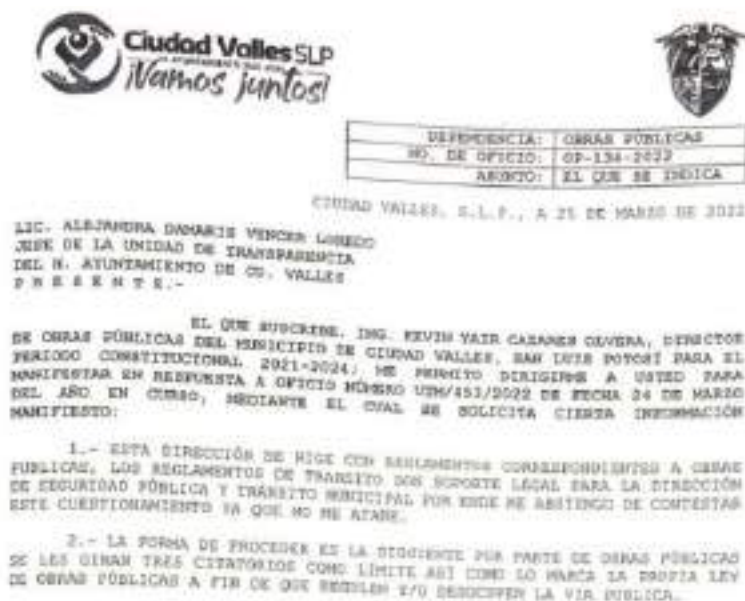 Ciudad Valles SLP
¡Vamos juntos!
DEPENDENCIA: OBRAS PÚBLICAS
NO. DE OFICIO: OP-134-2022
ASUNTO: EL QUE SE INDICA
CIUDAD VALLES, S.L.P., A 25 DE MARZO DE 2022
LIC. ALEJANDRA DAMARIS VENCER LOREDO
JEFE DE LA UNIDAD DE TRANSPARENCIA
DEL H. AYUNTAMIENTO DE CD. VALLES
P R E S E N T E.-
EL QUE SUSCRIBE, ING. KEVIN YAIR CAZARES OLVERA, DIRECTOR
DE OBRAS PÚBLICAS DEL MUNICIPIO DE CIUDAD VALLES, SAN LUIS POTOSÍ PARA EL
PERIODO CONSTITUCIONAL 2021-2024; ME PERMITO DIRIGIRME A USTED PARA
MANIFESTAR EN RESPUESTA A OFICIO NÚMERO UTM/453/2022 DE FECHA 24 DE MARZO
DEL AÑO EN CURSO, MEDIANTE EL CUAL SE SOLICITA CIERTA INFORMACIÓN
MANIFIESTO:
1.- ESTA DIRECCIÓN SE RIGE CON REGLAMENTOS CORRESPONDIENTES A OBRAS
PUBLICAS, LOS REGLAMENTOS DE TRANSITO SON SOPORTE LEGAL PARA LA DIRECCIÓN
DE SEGURIDAD PÚBLICA Y TRÁNSITO MUNICIPAL POR ENDE ME ABSTENGO DE CONTESTAR
ESTE CUESTIONAMIENTO YA QUE NO ME ATAÑE.
2.- LA FORMA DE PROCEDER ES LA SIGUIENTE POR PARTE DE OBRAS PÚBLICAS
SE LES GIRAN TRES CITATORIOS COMO LÍMITE ASÍ COMO LO MARCA LA PROPIA LEY
DE OBRAS PÚBLICAS A FIN DE QUE REGULEN Y/O DESOCUPEN LA VIA PUBLICA.